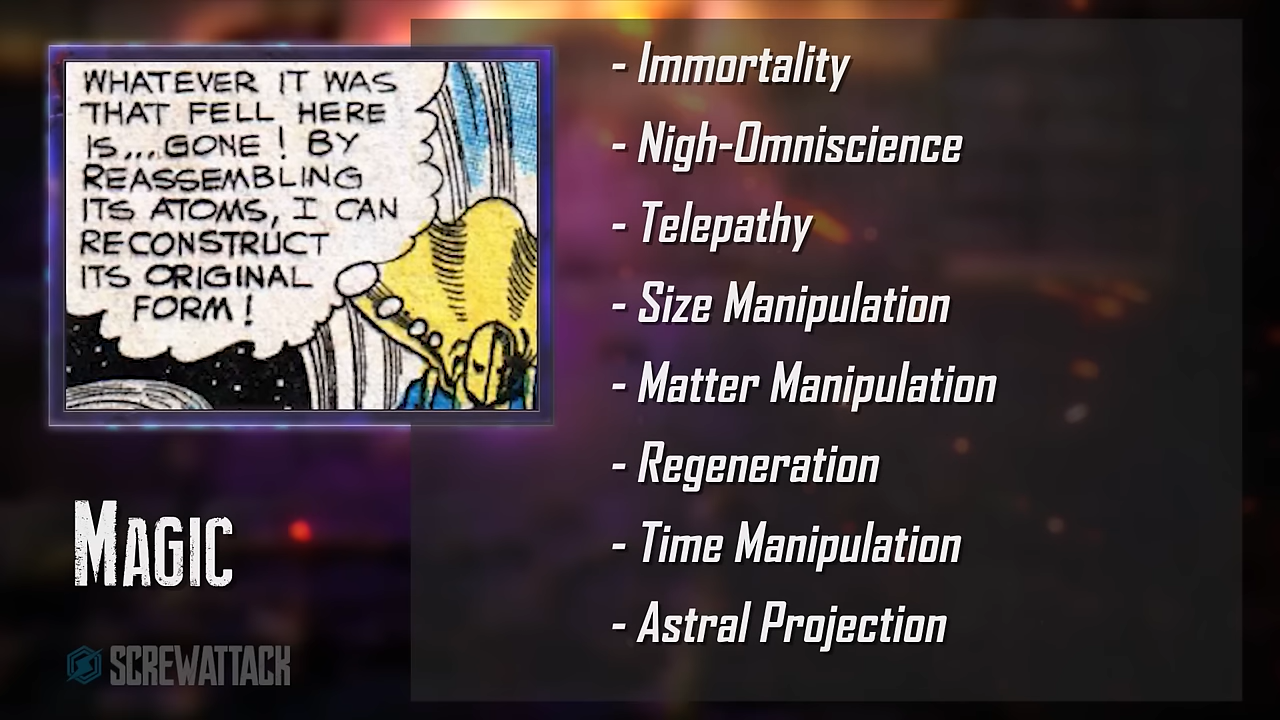 WHATEVER IT WAS
THAT FELL HERE
IS...GONE! BY
REASSEMBLING
ITS ATOMS, I CAN
RECONSTRUCT
ITS ORIGINAL
FORM!
MAGIC
SCREWATTACK
- Immortality
- Nigh-Omniscience
- Telepathy
- Size Manipulation
- Matter Manipulation
- Regeneration
- Time Manipulation
- Astral Projection